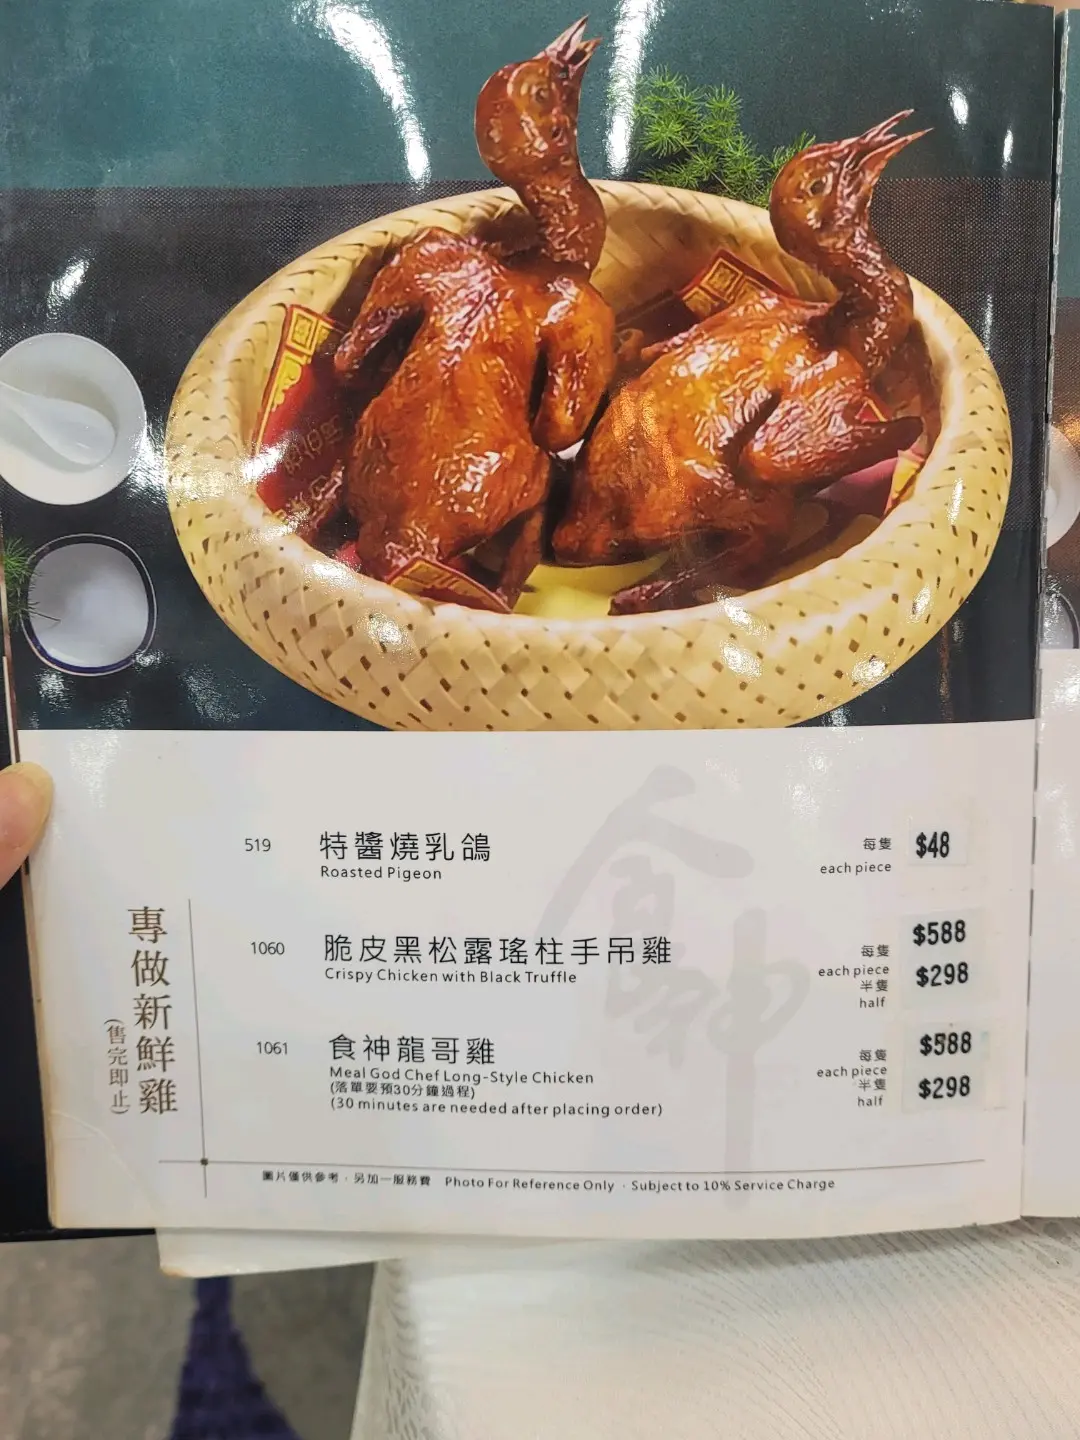 519 特醬燒乳鴿 每隻 $48
Roasted Pigeon each piece
專做新鮮雞
(售完即止)
1060 脆皮黑松露瑤柱手吊雞 每隻 $588
Crispy Chicken with Black Truffle each piece
半隻 $298
half
1061 食神龍哥雞 每隻 $588
Meal God Chef Long-Style Chicken each piece
(落單要預30分鐘過程) 半隻 $298
(30 minutes are needed after placing order) half
食神
圖片僅供參考．另加一服務費 Photo For Reference Only · Subject to 10% Service Charge